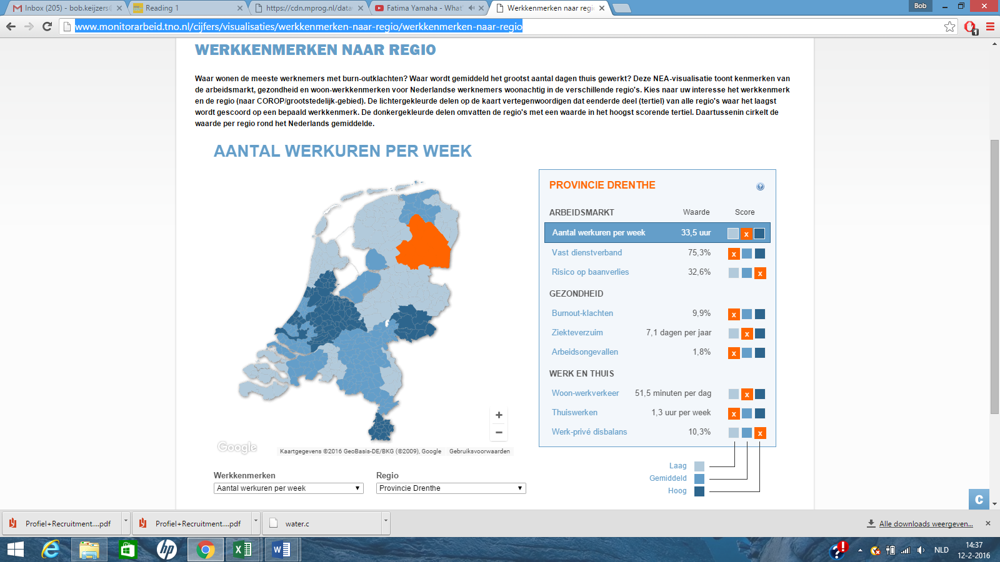 Inbox (205) - bob.keijzers@
Reading 1
https://cdn.mprog.nl/data
Fatima Yamaha - What'
Werkkenmerken naar regi
Bob
www.monitorarbeid.tno.nl/cijfers/visualisaties/werkkenmerken-naar-regio/werkkenmerken-naar-regio
1
WERKKENMERKEN NAAR REGIO
Waar wonen de meeste werknemers met burn-outklachten? Waar wordt gemiddeld het grootst aantal dagen thuis gewerkt? Deze NEA-visualisatie toont kenmerken van
de arbeidsmarkt, gezondheid en woon-werkkenmerken voor Nederlandse werknemers woonachtig in de verschillende regio's. Kies naar uw interesse het werkkenmerk
en de regio (naar COROP/grootstedelijk-gebied). De lichtergekleurde delen op de kaart vertegenwoordigen dat eenderde deel (tertiel) van alle regio's waar het laagst
wordt gescoord op een bepaald werkkenmerk. De donkergekleurde delen omvatten de regio's met een waarde in het hoogst scorende tertiel. Daartussenin cirkelt de
waarde per regio rond het Nederlands gemiddelde.
AANTAL WERKUREN PER WEEK
PROVINCIE DRENTHE ?
ARBEIDSMARKT Waarde Score
Aantal werkuren per week 33,5 uur x
Vast dienstverband 75,3% x
Risico op baanverlies 32,6% x
GEZONDHEID
Burnout-klachten 9,9% x
Ziekteverzuim 7,1 dagen per jaar x
Arbeidsongevallen 1,8% x
WERK EN THUIS
Woon-werkverkeer 51,5 minuten per dag x
Thuiswerken 1,3 uur per week x
Werk-privé disbalans 10,3% x
Laag
Gemiddeld
Hoog
+
−
Google
Kaartgegevens ©2016 GeoBasis-DE/BKG (©2009), Google Gebruiksvoorwaarden
Werkkenmerken Regio
Aantal werkuren per week Provincie Drenthe
C
Profiel+Recruitment....pdf
Profiel+Recruitment....pdf
water.c
Alle downloads weergeven...
hp
NLD
14:37
12-2-2016